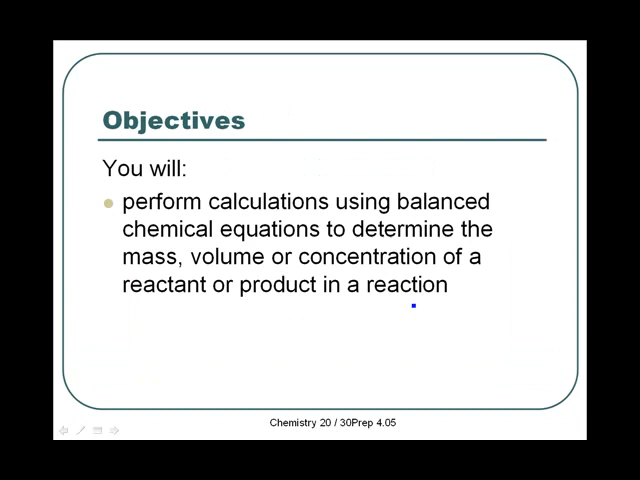 Objectives
You will:
perform calculations using balanced
chemical equations to determine the
mass, volume or concentration of a
reactant or product in a reaction
Chemistry 20 / 30Prep 4.05